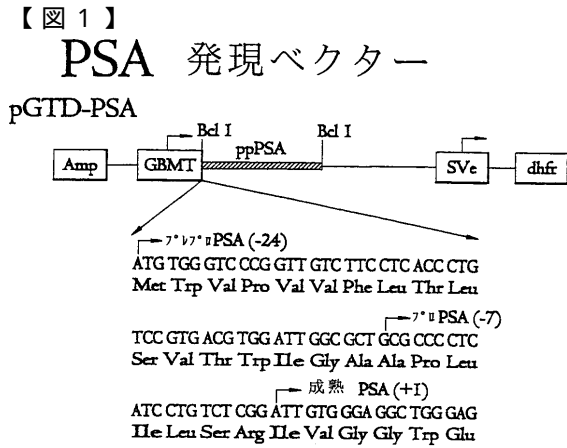 【図1】
PSA 発現ベクター
pGTD-PSA
Bcl I Bcl I
ppPSA
Amp GBMT SVe dhfr
プレプロPSA (-24)
ATG TGG GTC CCG GTT GTC TTC CTC ACC CTG
Met Trp Val Pro Val Val Phe Leu Thr Leu
プロPSA (-7)
TCC GTG ACG TGG ATT GGC GCT GCG CCC CTC
Ser Val Thr Trp Ile Gly Ala Ala Pro Leu
成熟 PSA (+1)
ATC CTG TCT CGG ATT GTG GGA GGC TGG GAG
Ile Leu Ser Arg Ile Val Gly Gly Trp Glu